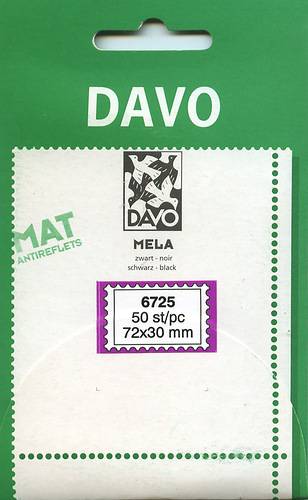 DAVO
DAVO
MELA
zwart - noir
schwarz - black
MAT
ANTIREFLETS
6725
50 st/pc
72x30 mm